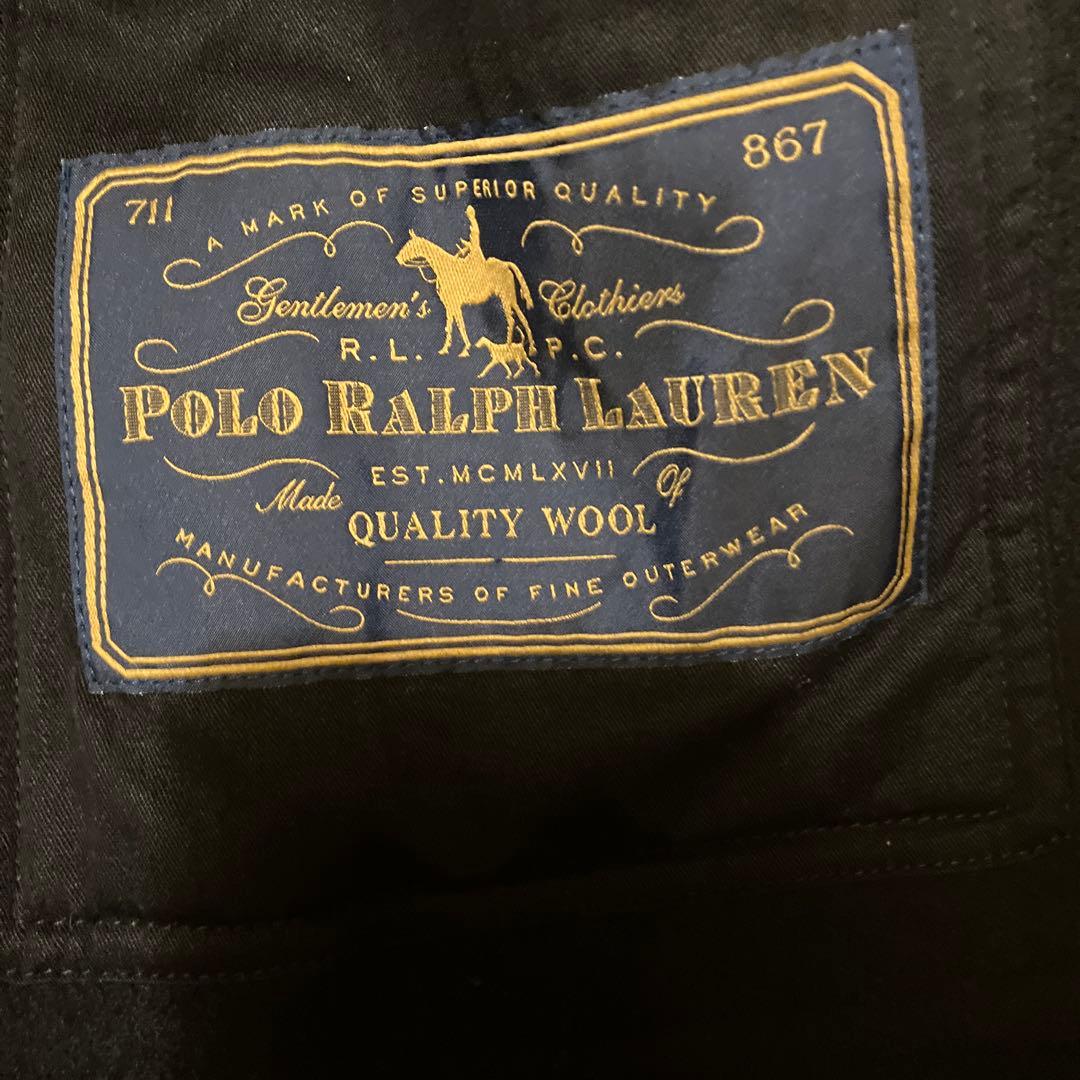 711
867
A MARK OF SUPERIOR QUALITY
Gentlemen's Clothiers
R.L. P.C.
POLO RALPH LAUREN
EST. MCMLXVII
Made Of
QUALITY WOOL
MANUFACTURERS OF FINE OUTERWEAR